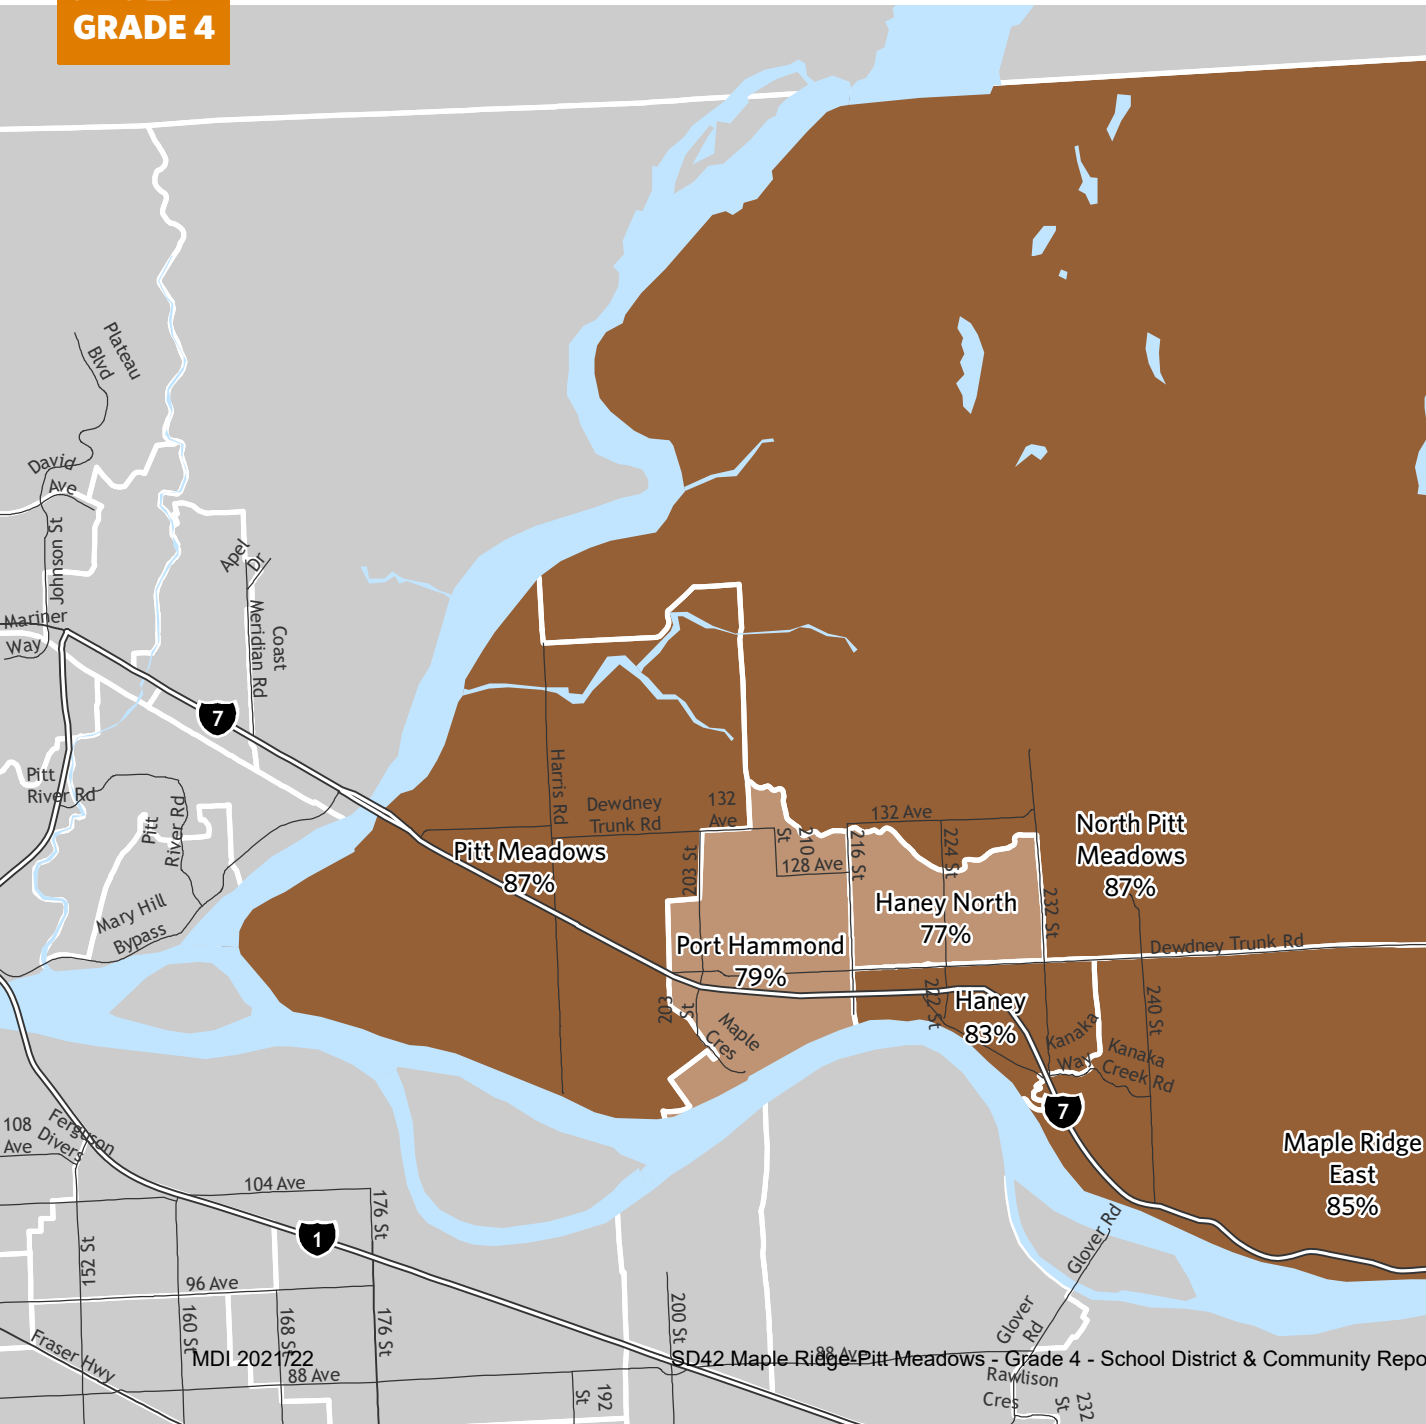 GRADE 4
Plateau
Blvd
David
Ave
Johnson St
Apel
Dr
Mariner
Way
Coast
Meridian Rd
7
Pitt
River Rd
Pitt
River Rd
Mary Hill
Bypass
Harris Rd
Dewdney
Trunk Rd
132
Ave
132 Ave
St
210
216 St
224 St
128 Ave
203 St
Pitt Meadows
87%
North Pitt
Meadows
87%
Haney North
77%
232 St
Port Hammond
79%
Dewdney Trunk Rd
203
St
Maple
Cres
222 St
Haney
83%
Kanaka
Way
Kanaka
Creek Rd
240 St
7
108
Ave
Ferguson
Divers
Maple Ridge
East
85%
104 Ave
176 St
1
152 St
96 Ave
160 St
168 St
176 St
200 St
Glover Rd
Glover
Rd
Fraser Hwy
88 Ave
MDI 2021/22
SD42 Maple Ridge-Pitt Meadows - Grade 4 - School District & Community Repo
88 Ave
192
St
Rawlison
Cres
232
St